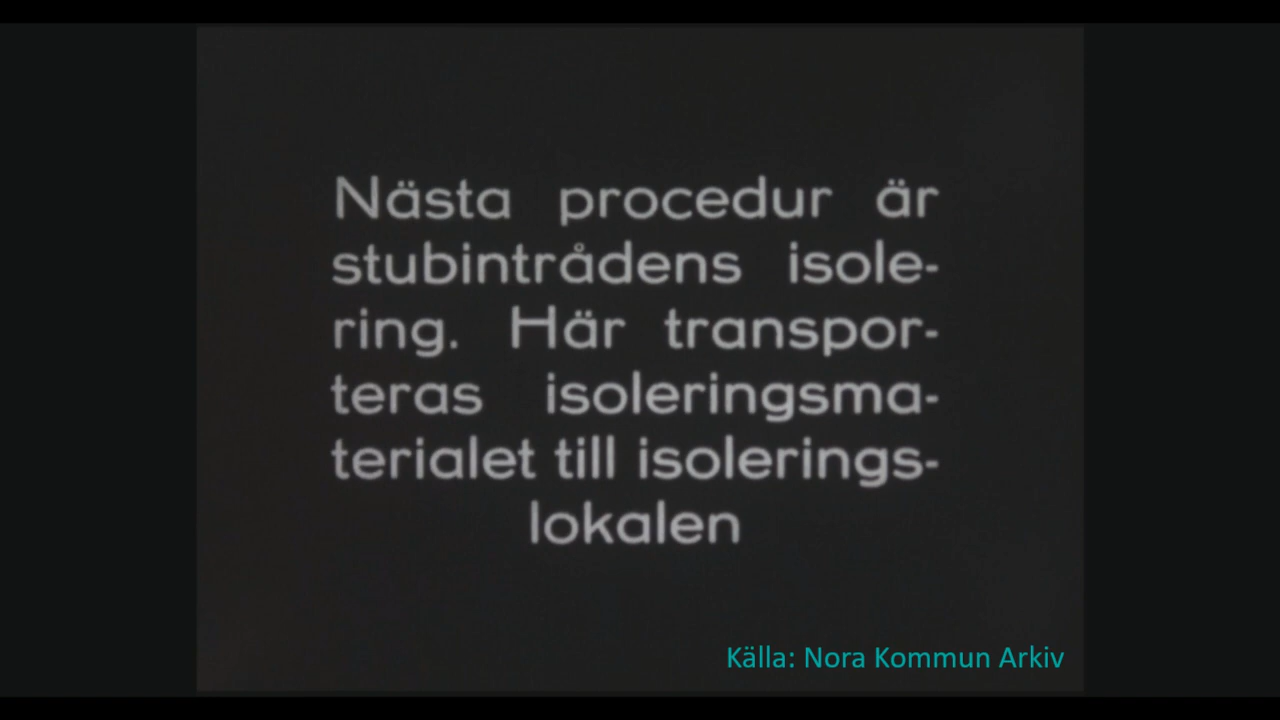 Nästa procedur är
stubintrådens isole-
ring. Här transpor-
teras isoleringsma-
terialet till isolerings-
lokalen
Källa: Nora Kommun Arkiv